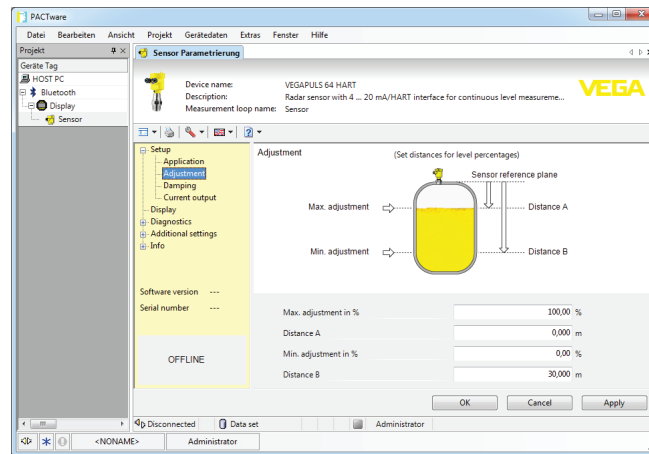 PACTware
Datei Bearbeiten Ansicht Projekt Gerätedaten Extras Fenster Hilfe
Projekt
Geräte Tag
HOST PC
Bluetooth
Display
Sensor
Sensor Parametrierung
Device name: VEGAPULS 64 HART
Description: Radar sensor with 4 ... 20 mA/HART interface for continuous level measureme...
Measurement loop name: Sensor
VEGA
Setup
Application
Adjustment
Damping
Current output
Display
Diagnostics
Additional settings
Info
Software version ---
Serial number ---
OFFLINE
Adjustment
(Set distances for level percentages)
Sensor reference plane
Max. adjustment
Distance A
Min. adjustment
Distance B
Max. adjustment in % 100,00 %
Distance A 0,000 m
Min. adjustment in % 0,00 %
Distance B 30,000 m
OK Cancel Apply
Disconnected Data set Administrator
<NONAME> Administrator